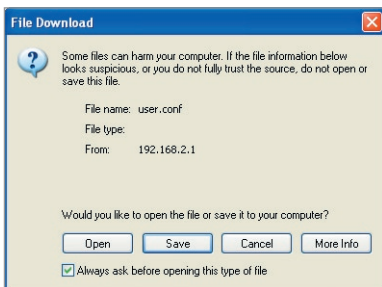 File Download
Some files can harm your computer. If the file information below
looks suspicious, or you do not fully trust the source, do not open or
save this file.
File name: user.conf
File type:
From: 192.168.2.1
Would you like to open the file or save it to your computer?
Open Save Cancel More Info
Always ask before opening this type of file